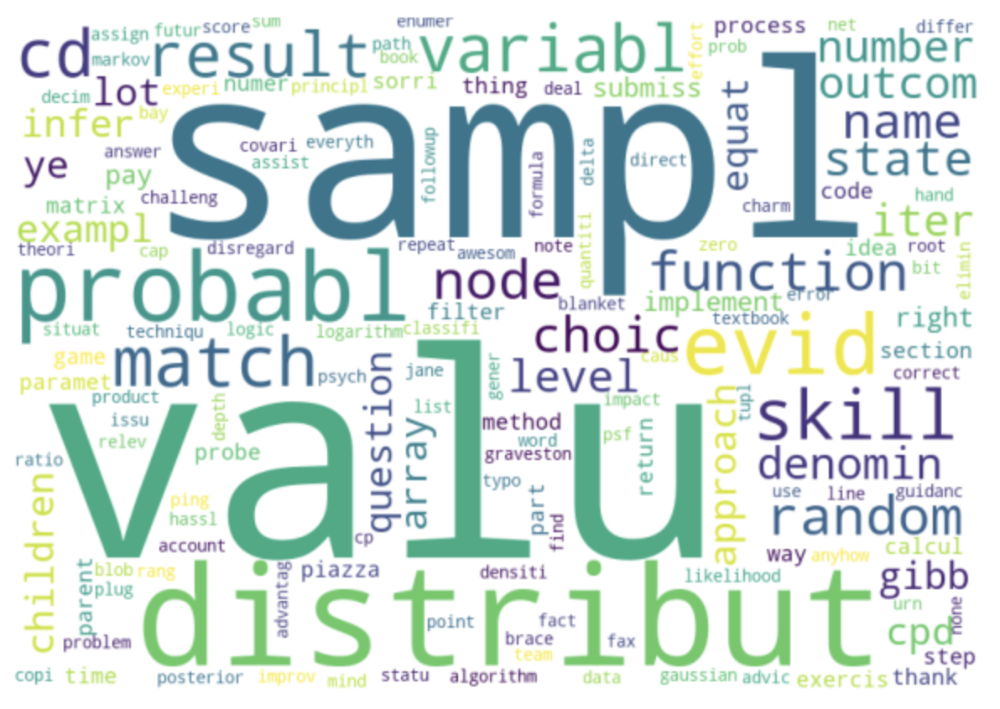 enumer
assign futur score sum
process net differ
cd markov result path book variabl effort prob number
decim lot experi numer principl sorri thing deal submiss outcom
infer bay sampl equat name
ye answer covari everyth assist followup formula delta direct state
pay challeng charm code hand
matrix
exampl iter
theori cap disregard repeat awesom note quantiti zero idea root
probabl node function bit elimin
filter blanket implement error
situat techniqu logic logarithm classifi textbook right
game match choic caus evid section
paramet psych jane gener level correct
product question list impact approach tupl skill
issu depth array method
relev probe word psf return
ratio valu graveston denomin
typo use line guidanc
children ping part random
hassl find
account cp way anyhow calcul
parent blob rang advantag piazza densiti likelihood gibb
plug distribut urn none
point fact cpd
problem brace fax
team step
copi time posterior improv mind statu algorithm data gaussian advic exercis thank